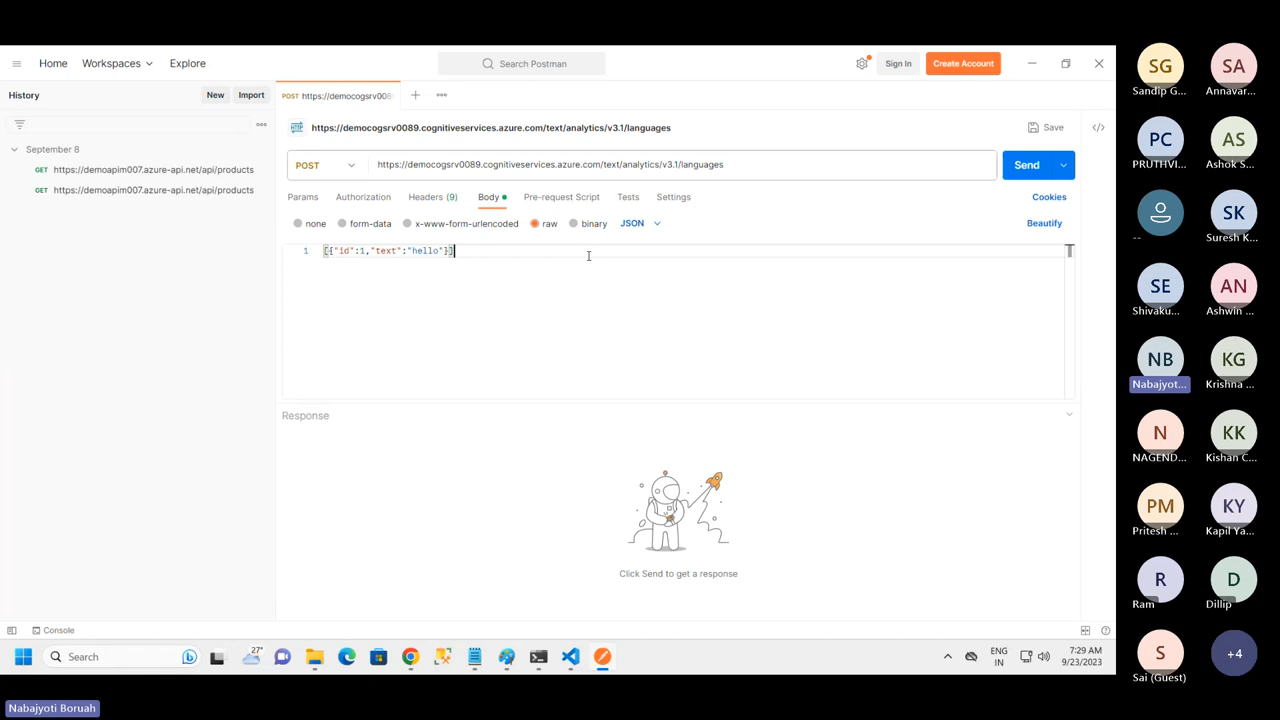 Home
Workspaces
Explore
Search Postman
Sign In
Create Account
History
New
Import
POST https://democogsrv0089
September 8
GET https://demoapim007.azure-api.net/api/products
GET https://demoapim007.azure-api.net/api/products
HTTP https://democogsrv0089.cognitiveservices.azure.com/text/analytics/v3.1/languages
Save
POST https://democogsrv0089.cognitiveservices.azure.com/text/analytics/v3.1/languages
Send
Params Authorization Headers (9) Body Pre-request Script Tests Settings
Cookies
none form-data x-www-form-urlencoded raw binary JSON
Beautify
1 [{"id":1,"text":"hello"}]
Response
Click Send to get a response
Console
Search
27°
ENG
IN
7:29 AM
9/23/2023
SG
Sandip G...
SA
Annavar...
PC
PRUTHVI...
AS
Ashok S...
--
SK
Suresh K...
SE
Shivaku...
AN
Ashwin ...
NB
Nabajyot...
KG
Krishna ...
N
NAGEND...
KK
Kishan C...
PM
Pritesh ...
KY
Kapil Ya...
R
Ram
D
Dillip
S
Sai (Guest)
+4
Nabajyoti Boruah